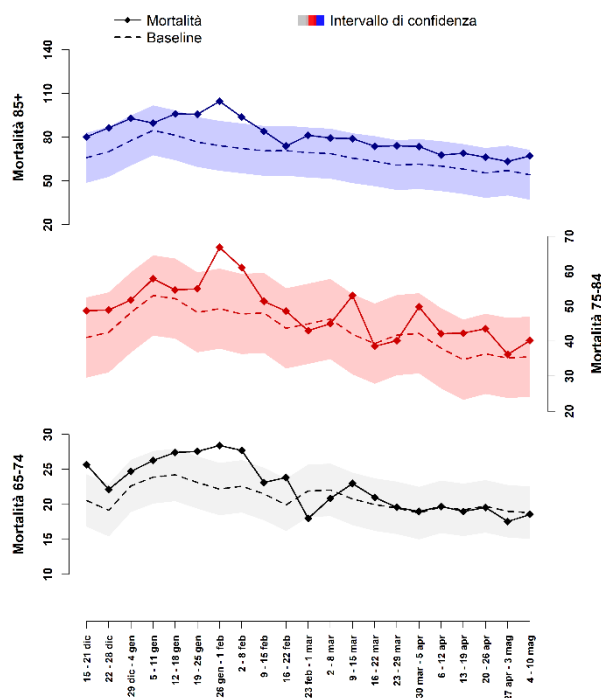 Mortalità
Baseline
Intervallo di confidenza
Mortalità 85+
140
110
80
50
20
Mortalità 75-84
70
60
50
40
30
20
Mortalità 65-74
30
25
20
15
10
15 - 21 dic
22 - 28 dic
29 dic - 4 gen
5 - 11 gen
12 - 18 gen
19 - 25 gen
26 gen - 1 feb
2 - 8 feb
9 - 15 feb
16 - 22 feb
23 feb - 1 mar
2 - 8 mar
9 - 15 mar
16 - 22 mar
23 - 29 mar
30 mar - 5 apr
6 - 12 apr
13 - 19 apr
20 - 26 apr
27 apr - 3 mag
4 - 10 mag